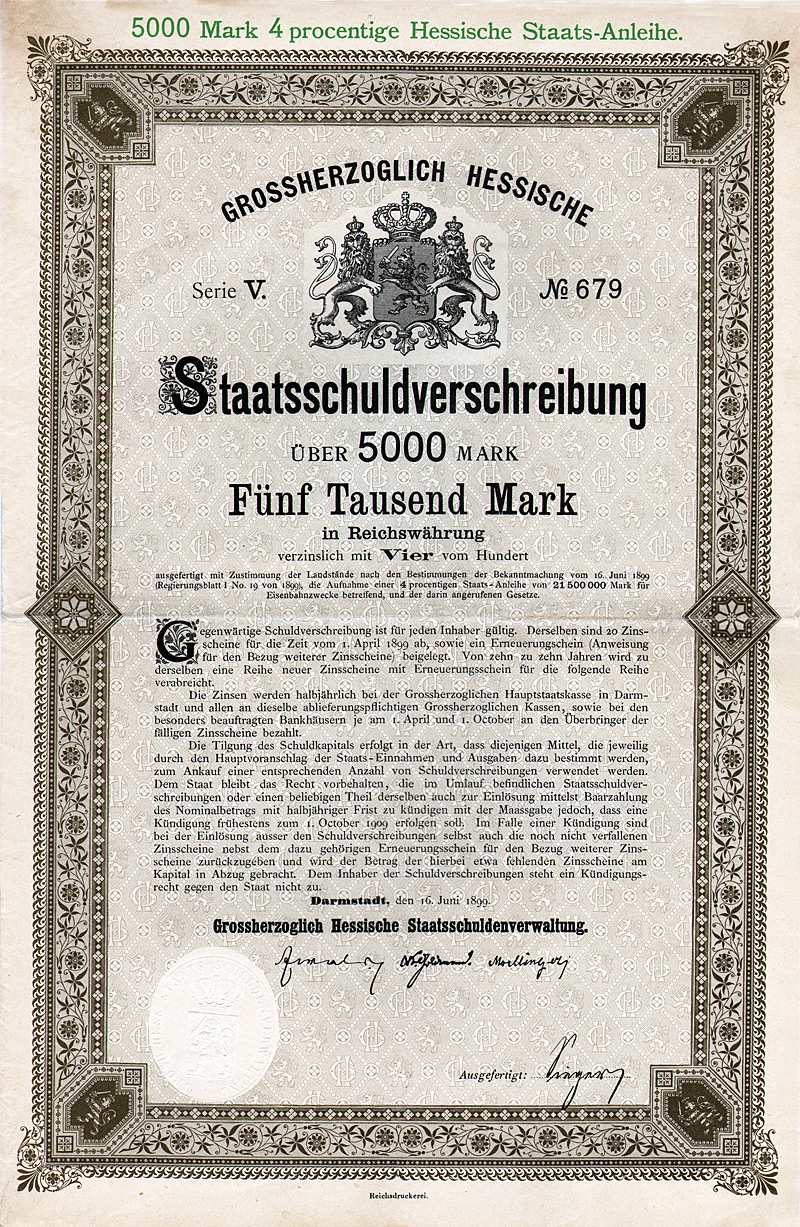 5000 Mark 4 procentige Hessische Staats-Anleihe.
GROSSHERZOGLICH HESSISCHE
Serie V.
№ 679
Staatsschuldverschreibung
ÜBER 5000 MARK
Fünf Tausend Mark
in Reichswährung
verzinslich mit Vier vom Hundert
ausgefertigt mit Zustimmung der Landstände nach den Bestimmungen der Bekanntmachung vom 16. Juni 1899
(Regierungsblatt I No. 19 von 1899), die Aufnahme einer 4 procentigen Staats-Anleihe von 21 500 000 Mark für
Eisenbahnzwecke betreffend, und der darin angerufenen Gesetze.
Gegenwärtige Schuldverschreibung ist für jeden Inhaber gültig. Derselben sind 20 Zins-
scheine für die Zeit vom 1. April 1899 ab, sowie ein Erneuerungschein (Anweisung
für den Bezug weiterer Zinsscheine) beigelegt. Von zehn zu zehn Jahren wird zu
derselben eine Reihe neuer Zinsscheine mit Erneuerungsschein für die folgende Reihe
verabreicht.
Die Zinsen werden halbjährlich bei der Grossherzoglichen Hauptstaatskasse in Darm-
stadt und allen an dieselbe ablieferungspflichtigen Grossherzoglichen Kassen, sowie bei den
besonders beauftragten Bankhäusern je am 1. April und 1. October an den Überbringer der
fälligen Zinsscheine bezahlt.
Die Tilgung des Schuldkapitals erfolgt in der Art, dass diejenigen Mittel, die jeweilig
durch den Hauptvoranschlag der Staats-Einnahmen und Ausgaben dazu bestimmt werden,
zum Ankauf einer entsprechenden Anzahl von Schuldverschreibungen verwendet werden.
Dem Staat bleibt das Recht vorbehalten, die im Umlauf befindlichen Staatsschuldver-
schreibungen oder einen beliebigen Theil derselben auch zur Einlösung mittelst Baarzahlung
des Nominalbetrags mit halbjähriger Frist zu kündigen mit der Maassgabe jedoch, dass eine
Kündigung frühestens zum 1. October 1909 erfolgen soll. Im Falle einer Kündigung sind
bei der Einlösung ausser den Schuldverschreibungen selbst auch die noch nicht verfallenen
Zinsscheine nebst dem dazu gehörigen Erneuerungsschein für den Bezug weiterer Zins-
scheine zurückzugeben und wird der Betrag der hierbei etwa fehlenden Zinsscheine am
Kapital in Abzug gebracht. Dem Inhaber der Schuldverschreibungen steht ein Kündigungs-
recht gegen den Staat nicht zu.
Darmstadt, den 16. Juni 1899.
Grossherzoglich Hessische Staatsschuldenverwaltung.
Ausgefertigt:
Reichsdruckerei.